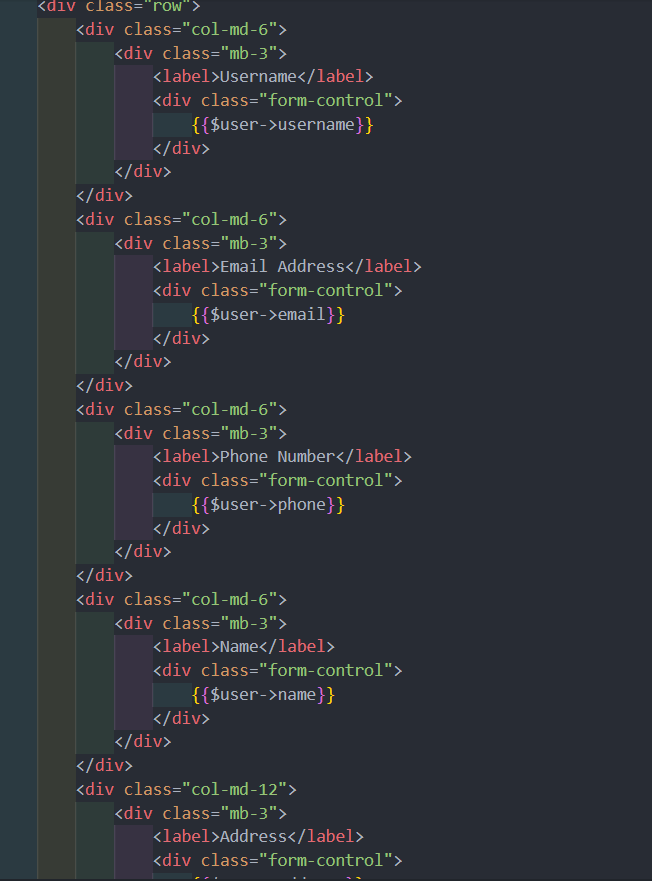 <div class="row">
<div class="col-md-6">
<div class="mb-3">
<label>Username</label>
<div class="form-control">
{{$user->username}}
</div>
</div>
</div>
<div class="col-md-6">
<div class="mb-3">
<label>Email Address</label>
<div class="form-control">
{{$user->email}}
</div>
</div>
</div>
<div class="col-md-6">
<div class="mb-3">
<label>Phone Number</label>
<div class="form-control">
{{$user->phone}}
</div>
</div>
</div>
<div class="col-md-6">
<div class="mb-3">
<label>Name</label>
<div class="form-control">
{{$user->name}}
</div>
</div>
</div>
<div class="col-md-12">
<div class="mb-3">
<label>Address</label>
<div class="form-control">